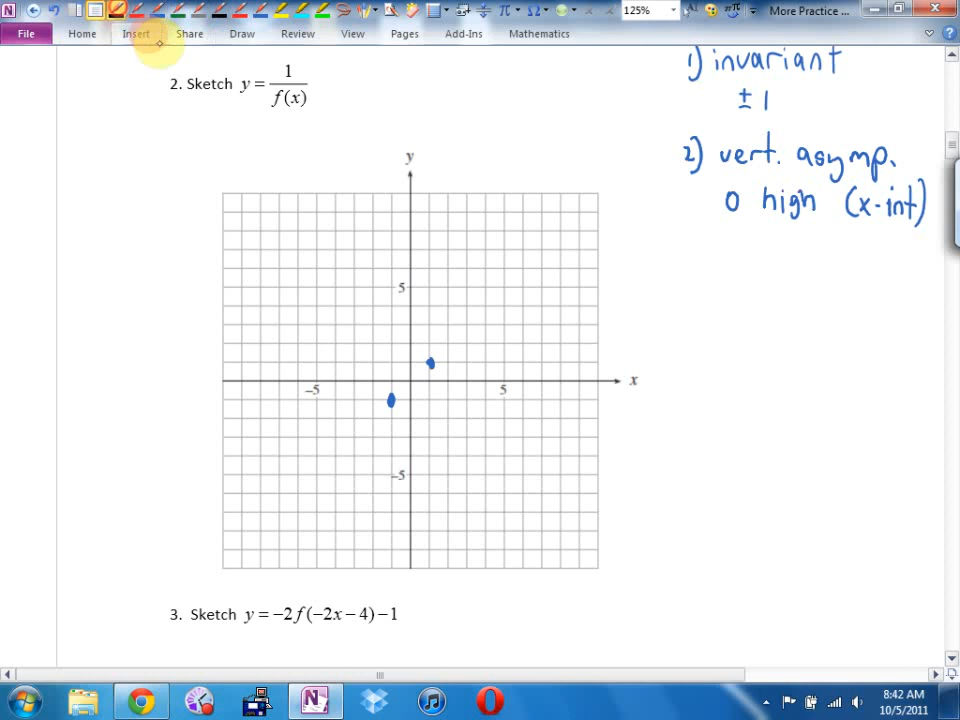 125% More Practice ...
File Home Insert Share Draw Review View Pages Add-Ins Mathematics
2. Sketch y = 1/f(x)
1) invariant
± 1
2) vert. asymp.
0 high (x-int)
y
5
-5 5 x
-5
3. Sketch y = −2f(−2x − 4) − 1
8:42 AM
10/5/2011